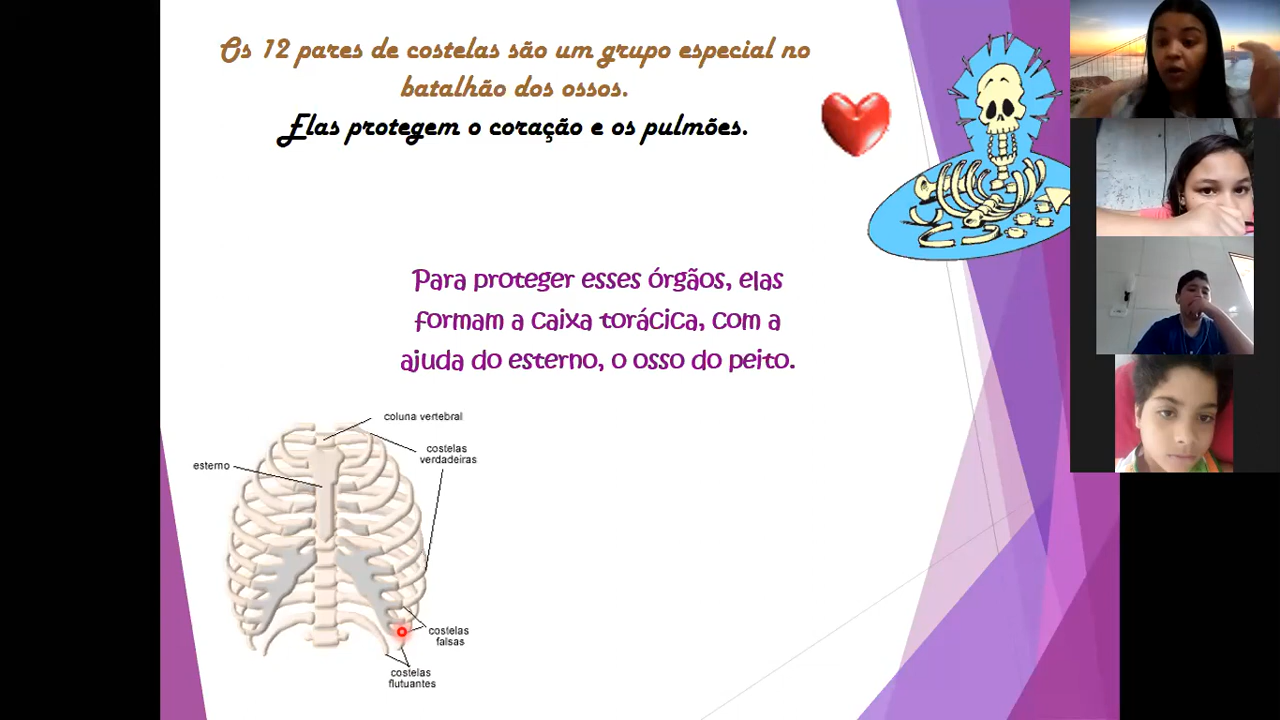 Os 12 pares de costelas são um grupo especial no
batalhão dos ossos.
Elas protegem o coração e os pulmões.
Para proteger esses órgãos, elas
formam a caixa torácica, com a
ajuda do esterno, o osso do peito.
coluna vertebral
costelas
verdadeiras
esterno
costelas
falsas
costelas
flutuantes